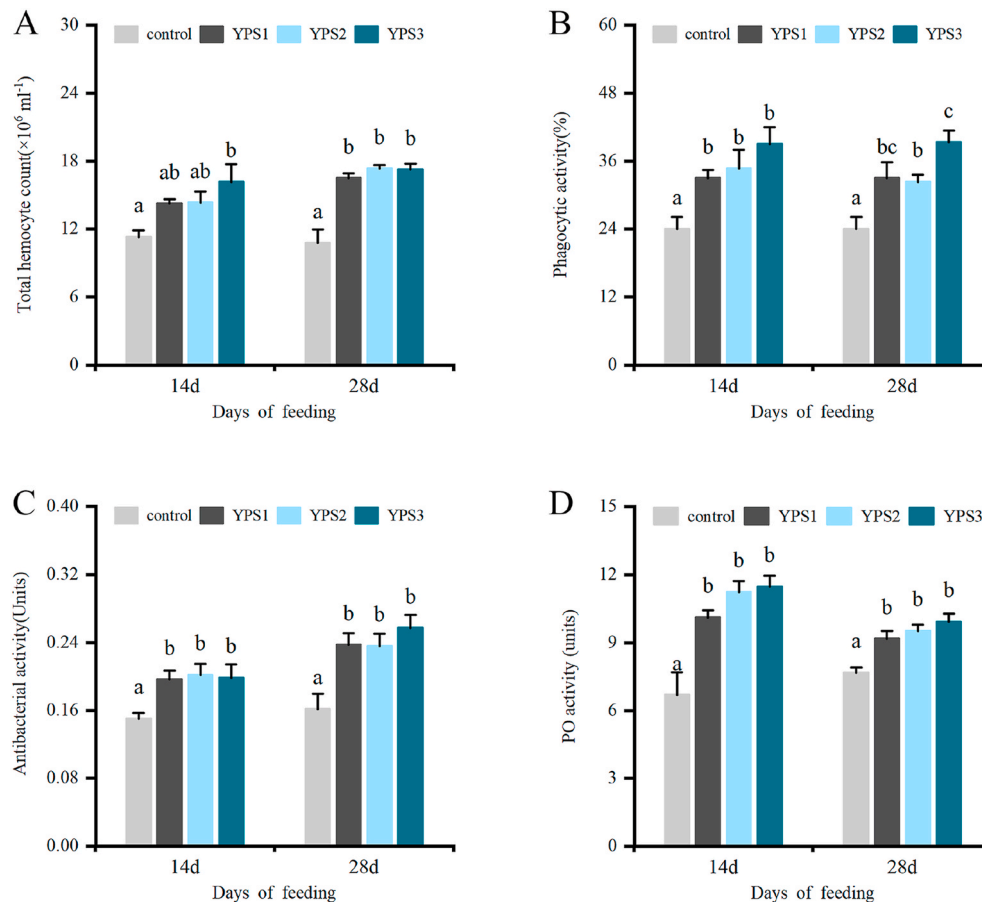 A
30
control YPS1 YPS2 YPS3
24
18
12
6
0
Total hemocyte count(×10⁶ ml⁻¹)
a ab ab b
a b b b
14d 28d
Days of feeding
B
60
control YPS1 YPS2 YPS3
48
36
24
12
0
Phagocytic activity(%)
a b b b
a bc b c
14d 28d
Days of feeding
C
0.40
control YPS1 YPS2 YPS3
0.32
0.24
0.16
0.08
0.00
Antibacterial activity(Units)
a b b b
a b b b
14d 28d
Days of feeding
D
15
control YPS1 YPS2 YPS3
12
9
6
3
0
PO activity (units)
a b b b
a b b b
14d 28d
Days of feeding